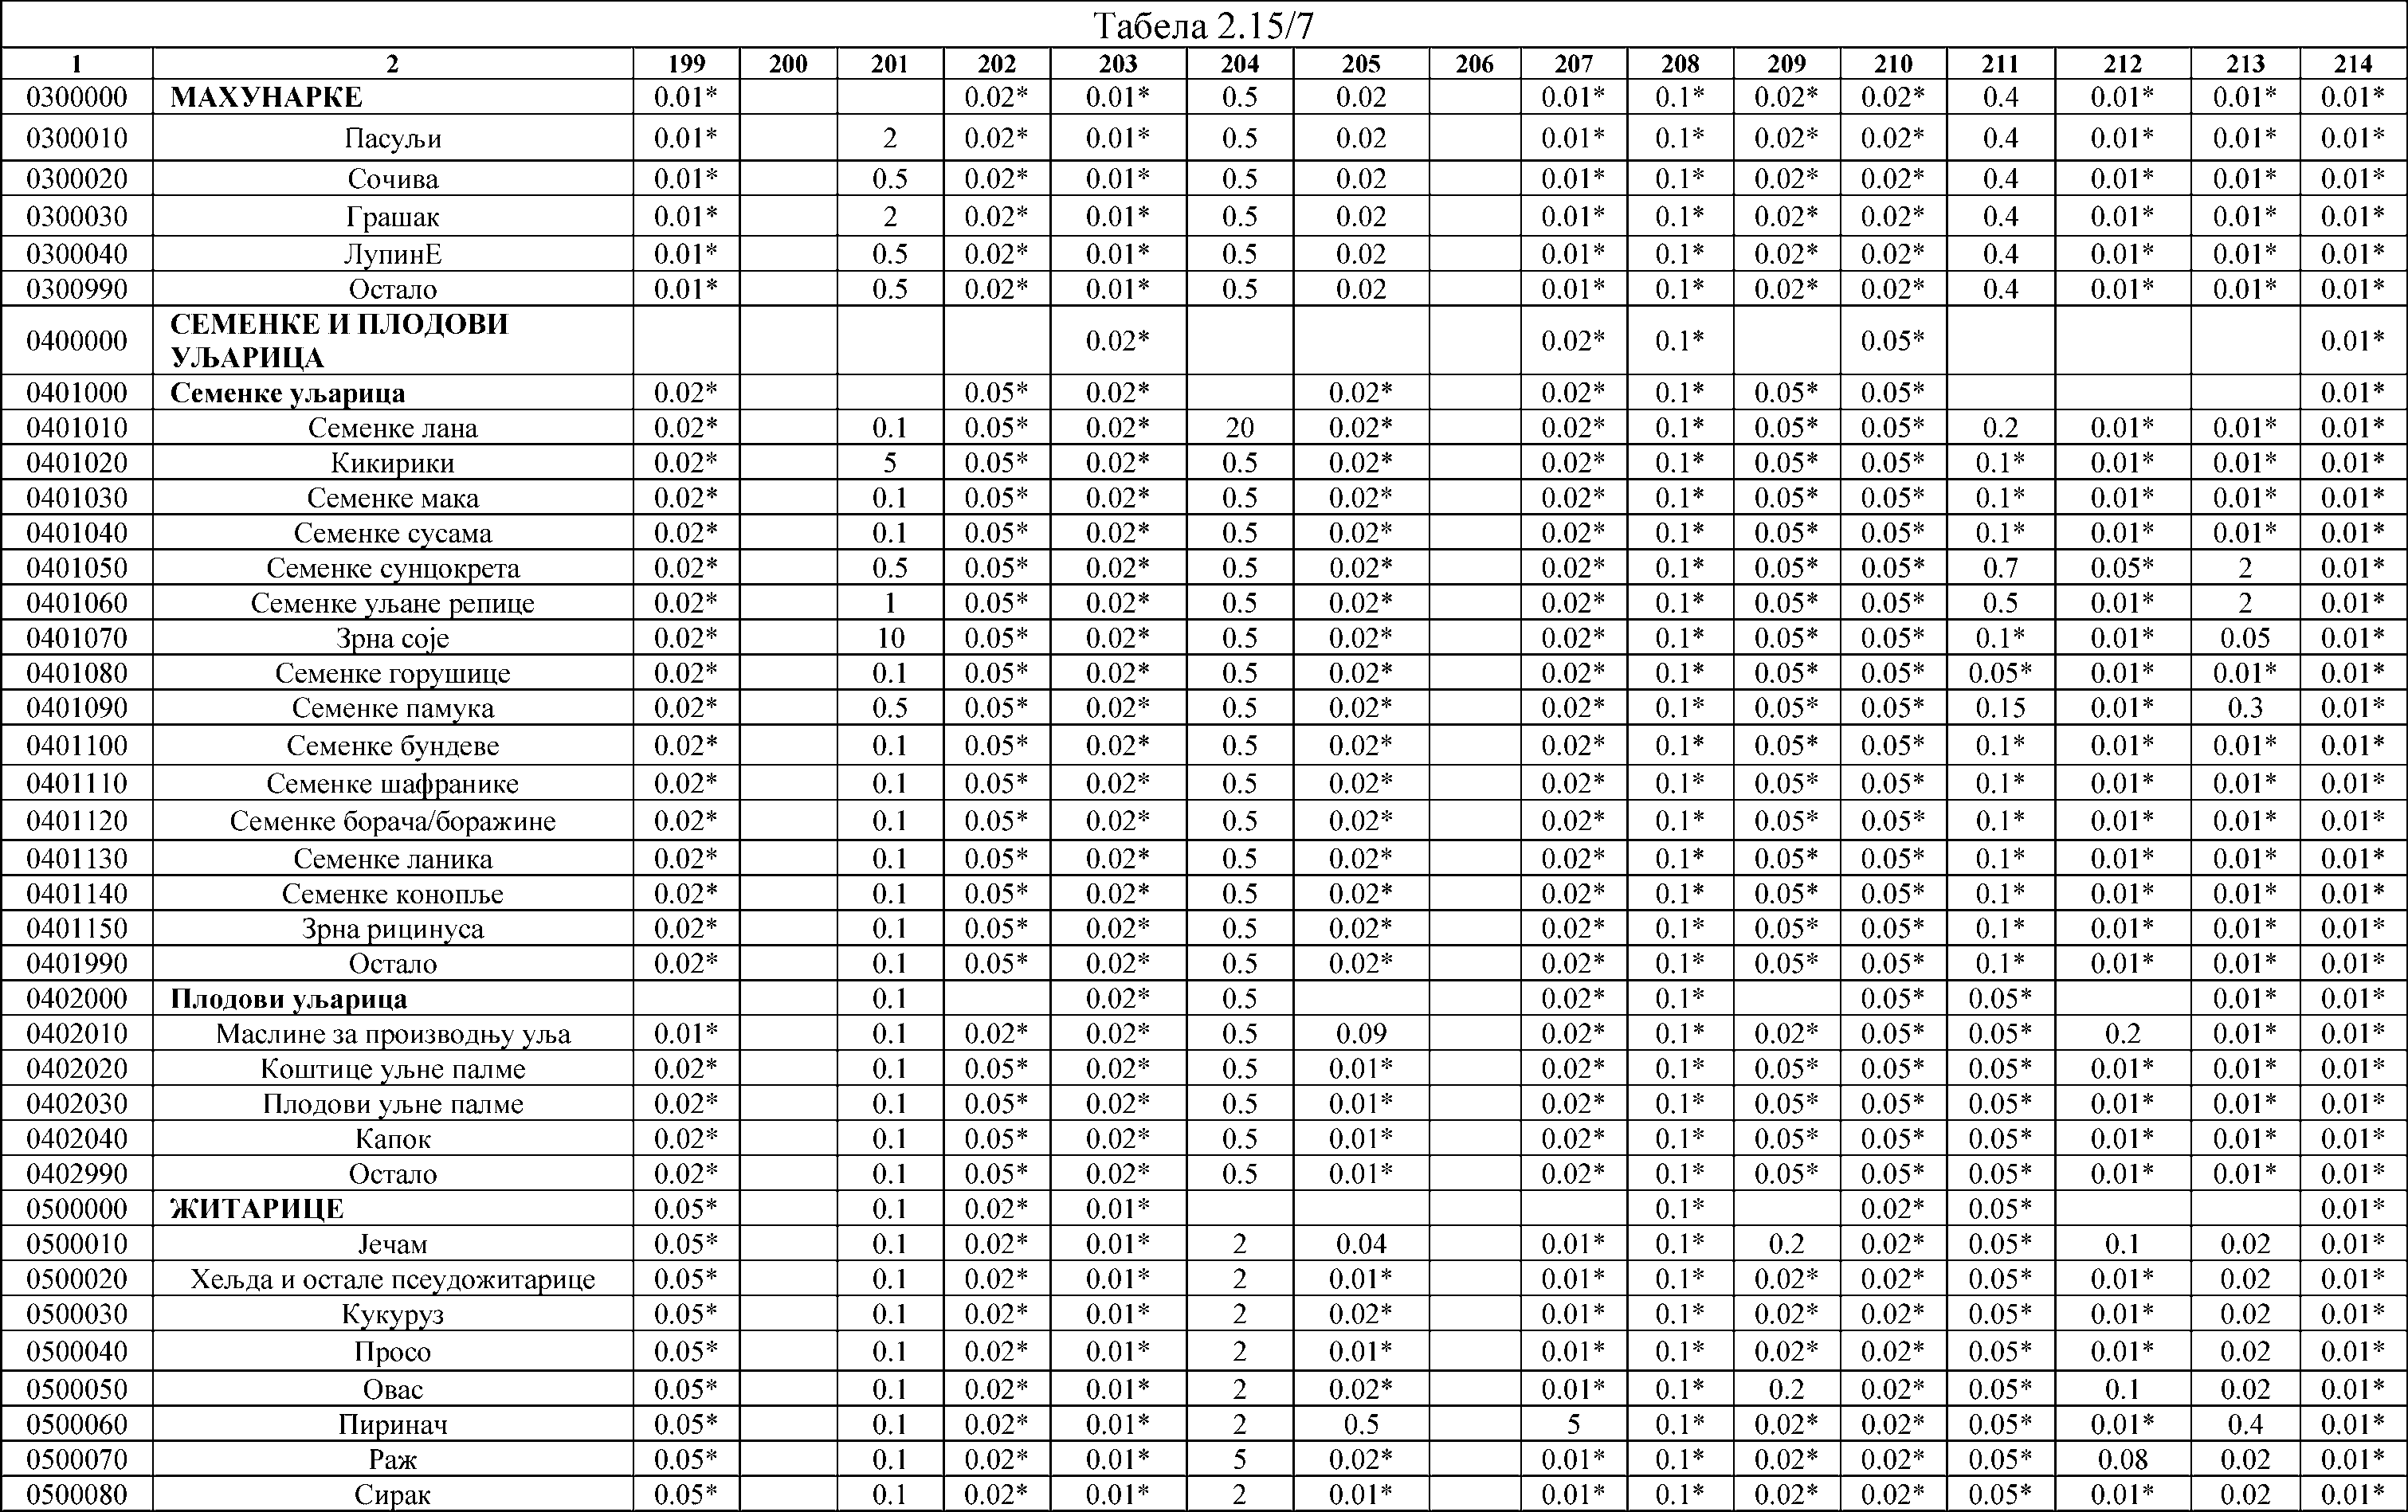 Табела 2.15/7
1 2 199 200 201 202 203 204 205 206 207 208 209 210 211 212 213 214
0300000 МАХУНАРКЕ 0.01* 0.02* 0.01* 0.5 0.02 0.01* 0.1* 0.02* 0.02* 0.4 0.01* 0.01* 0.01*
0300010 Пасуљи 0.01* 2 0.02* 0.01* 0.5 0.02 0.01* 0.1* 0.02* 0.02* 0.4 0.01* 0.01* 0.01*
0300020 Сочива 0.01* 0.5 0.02* 0.01* 0.5 0.02 0.01* 0.1* 0.02* 0.02* 0.4 0.01* 0.01* 0.01*
0300030 Грашак 0.01* 2 0.02* 0.01* 0.5 0.02 0.01* 0.1* 0.02* 0.02* 0.4 0.01* 0.01* 0.01*
0300040 ЛупинЕ 0.01* 0.5 0.02* 0.01* 0.5 0.02 0.01* 0.1* 0.02* 0.02* 0.4 0.01* 0.01* 0.01*
0300990 Остало 0.01* 0.5 0.02* 0.01* 0.5 0.02 0.01* 0.1* 0.02* 0.02* 0.4 0.01* 0.01* 0.01*
0400000 СЕМЕНКЕ И ПЛОДОВИ
УЉАРИЦА 0.02* 0.02* 0.1* 0.05* 0.01*
0401000 Семенке уљарица 0.02* 0.05* 0.02* 0.02* 0.02* 0.1* 0.05* 0.05* 0.01*
0401010 Семенке лана 0.02* 0.1 0.05* 0.02* 20 0.02* 0.02* 0.1* 0.05* 0.05* 0.2 0.01* 0.01* 0.01*
0401020 Кикирики 0.02* 5 0.05* 0.02* 0.5 0.02* 0.02* 0.1* 0.05* 0.05* 0.1* 0.01* 0.01* 0.01*
0401030 Семенке мака 0.02* 0.1 0.05* 0.02* 0.5 0.02* 0.02* 0.1* 0.05* 0.05* 0.1* 0.01* 0.01* 0.01*
0401040 Семенке сусама 0.02* 0.1 0.05* 0.02* 0.5 0.02* 0.02* 0.1* 0.05* 0.05* 0.1* 0.01* 0.01* 0.01*
0401050 Семенке сунцокрета 0.02* 0.5 0.05* 0.02* 0.5 0.02* 0.02* 0.1* 0.05* 0.05* 0.7 0.05* 2 0.01*
0401060 Семенке уљане репице 0.02* 1 0.05* 0.02* 0.5 0.02* 0.02* 0.1* 0.05* 0.05* 0.5 0.01* 2 0.01*
0401070 Зрна соје 0.02* 10 0.05* 0.02* 0.5 0.02* 0.02* 0.1* 0.05* 0.05* 0.1* 0.01* 0.05 0.01*
0401080 Семенке горушице 0.02* 0.1 0.05* 0.02* 0.5 0.02* 0.02* 0.1* 0.05* 0.05* 0.05* 0.01* 0.01* 0.01*
0401090 Семенке памука 0.02* 0.5 0.05* 0.02* 0.5 0.02* 0.02* 0.1* 0.05* 0.05* 0.15 0.01* 0.3 0.01*
0401100 Семенке бундеве 0.02* 0.1 0.05* 0.02* 0.5 0.02* 0.02* 0.1* 0.05* 0.05* 0.1* 0.01* 0.01* 0.01*
0401110 Семенке шафранике 0.02* 0.1 0.05* 0.02* 0.5 0.02* 0.02* 0.1* 0.05* 0.05* 0.1* 0.01* 0.01* 0.01*
0401120 Семенке борача/боражине 0.02* 0.1 0.05* 0.02* 0.5 0.02* 0.02* 0.1* 0.05* 0.05* 0.1* 0.01* 0.01* 0.01*
0401130 Семенке ланика 0.02* 0.1 0.05* 0.02* 0.5 0.02* 0.02* 0.1* 0.05* 0.05* 0.1* 0.01* 0.01* 0.01*
0401140 Семенке конопље 0.02* 0.1 0.05* 0.02* 0.5 0.02* 0.02* 0.1* 0.05* 0.05* 0.1* 0.01* 0.01* 0.01*
0401150 Зрна рицинуса 0.02* 0.1 0.05* 0.02* 0.5 0.02* 0.02* 0.1* 0.05* 0.05* 0.1* 0.01* 0.01* 0.01*
0401990 Остало 0.02* 0.1 0.05* 0.02* 0.5 0.02* 0.02* 0.1* 0.05* 0.05* 0.1* 0.01* 0.01* 0.01*
0402000 Плодови уљарица 0.1 0.02* 0.5 0.02* 0.1* 0.05* 0.05* 0.01* 0.01*
0402010 Маслине за производњу уља 0.01* 0.1 0.02* 0.02* 0.5 0.09 0.02* 0.1* 0.02* 0.05* 0.05* 0.2 0.01* 0.01*
0402020 Коштице уљне палме 0.02* 0.1 0.05* 0.02* 0.5 0.01* 0.02* 0.1* 0.05* 0.05* 0.05* 0.01* 0.01* 0.01*
0402030 Плодови уљне палме 0.02* 0.1 0.05* 0.02* 0.5 0.01* 0.02* 0.1* 0.05* 0.05* 0.05* 0.01* 0.01* 0.01*
0402040 Капок 0.02* 0.1 0.05* 0.02* 0.5 0.01* 0.02* 0.1* 0.05* 0.05* 0.05* 0.01* 0.01* 0.01*
0402990 Остало 0.02* 0.1 0.05* 0.02* 0.5 0.01* 0.02* 0.1* 0.05* 0.05* 0.05* 0.01* 0.01* 0.01*
0500000 ЖИТАРИЦЕ 0.05* 0.1 0.02* 0.01* 0.1* 0.02* 0.05* 0.01*
0500010 Јечам 0.05* 0.1 0.02* 0.01* 2 0.04 0.01* 0.1* 0.2 0.02* 0.05* 0.1 0.02 0.01*
0500020 Хељда и остале псеудожитарице 0.05* 0.1 0.02* 0.01* 2 0.01* 0.01* 0.1* 0.02* 0.02* 0.05* 0.01* 0.02 0.01*
0500030 Кукуруз 0.05* 0.1 0.02* 0.01* 2 0.02* 0.01* 0.1* 0.02* 0.02* 0.05* 0.01* 0.02 0.01*
0500040 Просо 0.05* 0.1 0.02* 0.01* 2 0.01* 0.01* 0.1* 0.02* 0.02* 0.05* 0.01* 0.02 0.01*
0500050 Овас 0.05* 0.1 0.02* 0.01* 2 0.02* 0.01* 0.1* 0.2 0.02* 0.05* 0.1 0.02 0.01*
0500060 Пиринач 0.05* 0.1 0.02* 0.01* 2 0.5 5 0.1* 0.02* 0.02* 0.05* 0.01* 0.4 0.01*
0500070 Раж 0.05* 0.1 0.02* 0.01* 5 0.02* 0.01* 0.1* 0.02* 0.02* 0.05* 0.08 0.02 0.01*
0500080 Сирак 0.05* 0.1 0.02* 0.01* 2 0.01* 0.01* 0.1* 0.02* 0.02* 0.05* 0.01* 0.02 0.01*